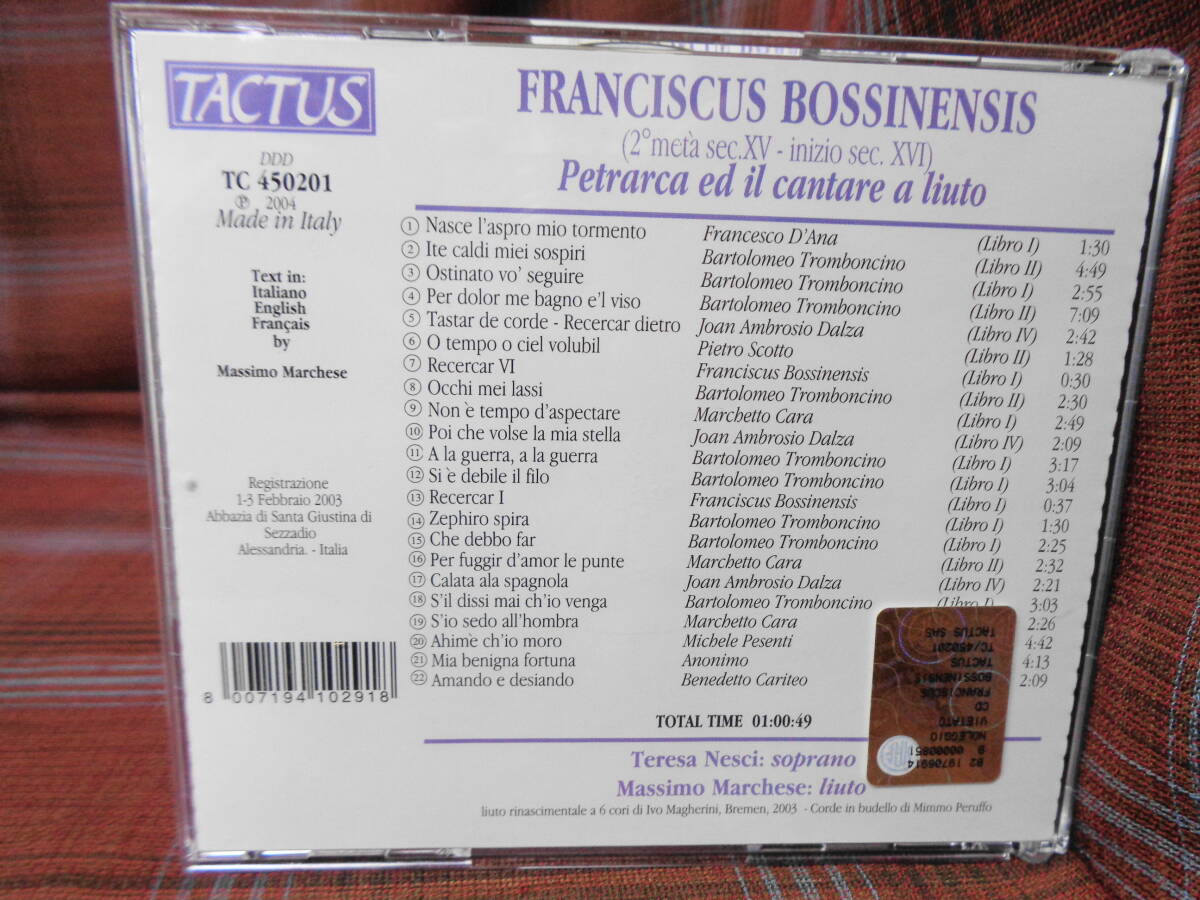 TACTUS
DDD
TC 450201
℗ 2004
Made in Italy
Text in:
Italiano
English
Français
by
Massimo Marchese
Registrazione
1-3 Febbraio 2003
Abbazia di Santa Giustina di
Sezzadio
Alessandria. - Italia
8 007194 102918
FRANCISCUS BOSSINENSIS
(2°metà sec.XV - inizio sec. XVI)
Petrarca ed il cantare a liuto
① Nasce l'aspro mio tormento Francesco D'Ana (Libro I) 1:30
② Ite caldi miei sospiri Bartolomeo Tromboncino (Libro II) 4:49
③ Ostinato vo' seguire Bartolomeo Tromboncino (Libro I) 2:55
④ Per dolor me bagno e'l viso Bartolomeo Tromboncino (Libro II) 7:09
⑤ Tastar de corde - Recercar dietro Joan Ambrosio Dalza (Libro IV) 2:42
⑥ O tempo o ciel volubil Pietro Scotto (Libro II) 1:28
⑦ Recercar VI Franciscus Bossinensis (Libro I) 0:30
⑧ Occhi mei lassi Bartolomeo Tromboncino (Libro II) 2:30
⑨ Non è tempo d'aspectare Marchetto Cara (Libro I) 2:49
⑩ Poi che volse la mia stella Joan Ambrosio Dalza (Libro IV) 2:09
⑪ A la guerra, a la guerra Bartolomeo Tromboncino (Libro I) 3:17
⑫ Si è debile il filo Bartolomeo Tromboncino (Libro I) 3:04
⑬ Recercar I Franciscus Bossinensis (Libro I) 0:37
⑭ Zephiro spira Bartolomeo Tromboncino (Libro I) 1:30
⑮ Che debbo far Bartolomeo Tromboncino (Libro I) 2:25
⑯ Per fuggir d'amor le punte Marchetto Cara (Libro II) 2:32
⑰ Calata ala spagnola Joan Ambrosio Dalza (Libro IV) 2:21
⑱ S'il dissi mai ch'io venga Bartolomeo Tromboncino (Libro I) 3:03
⑲ S'io sedo all'hombra Marchetto Cara 2:26
⑳ Ahimè ch'io moro Michele Pesenti 4:42
㉑ Mia benigna fortuna Anonimo 4:13
㉒ Amando e desiando Benedetto Cariteo 2:09
TOTAL TIME 01:00:49
Teresa Nesci: soprano
Massimo Marchese: liuto
liuto rinascimentale a 6 cori di Ivo Magherini, Bremen, 2003 - Corde in budello di Mimmo Peruffo
B2 19706914
9 00000851
NOLEGGIO
VIETATO
CD
FRANCISCUS
BOSSINENSIS
TACTUS
TC/450201
TACTUS SAS